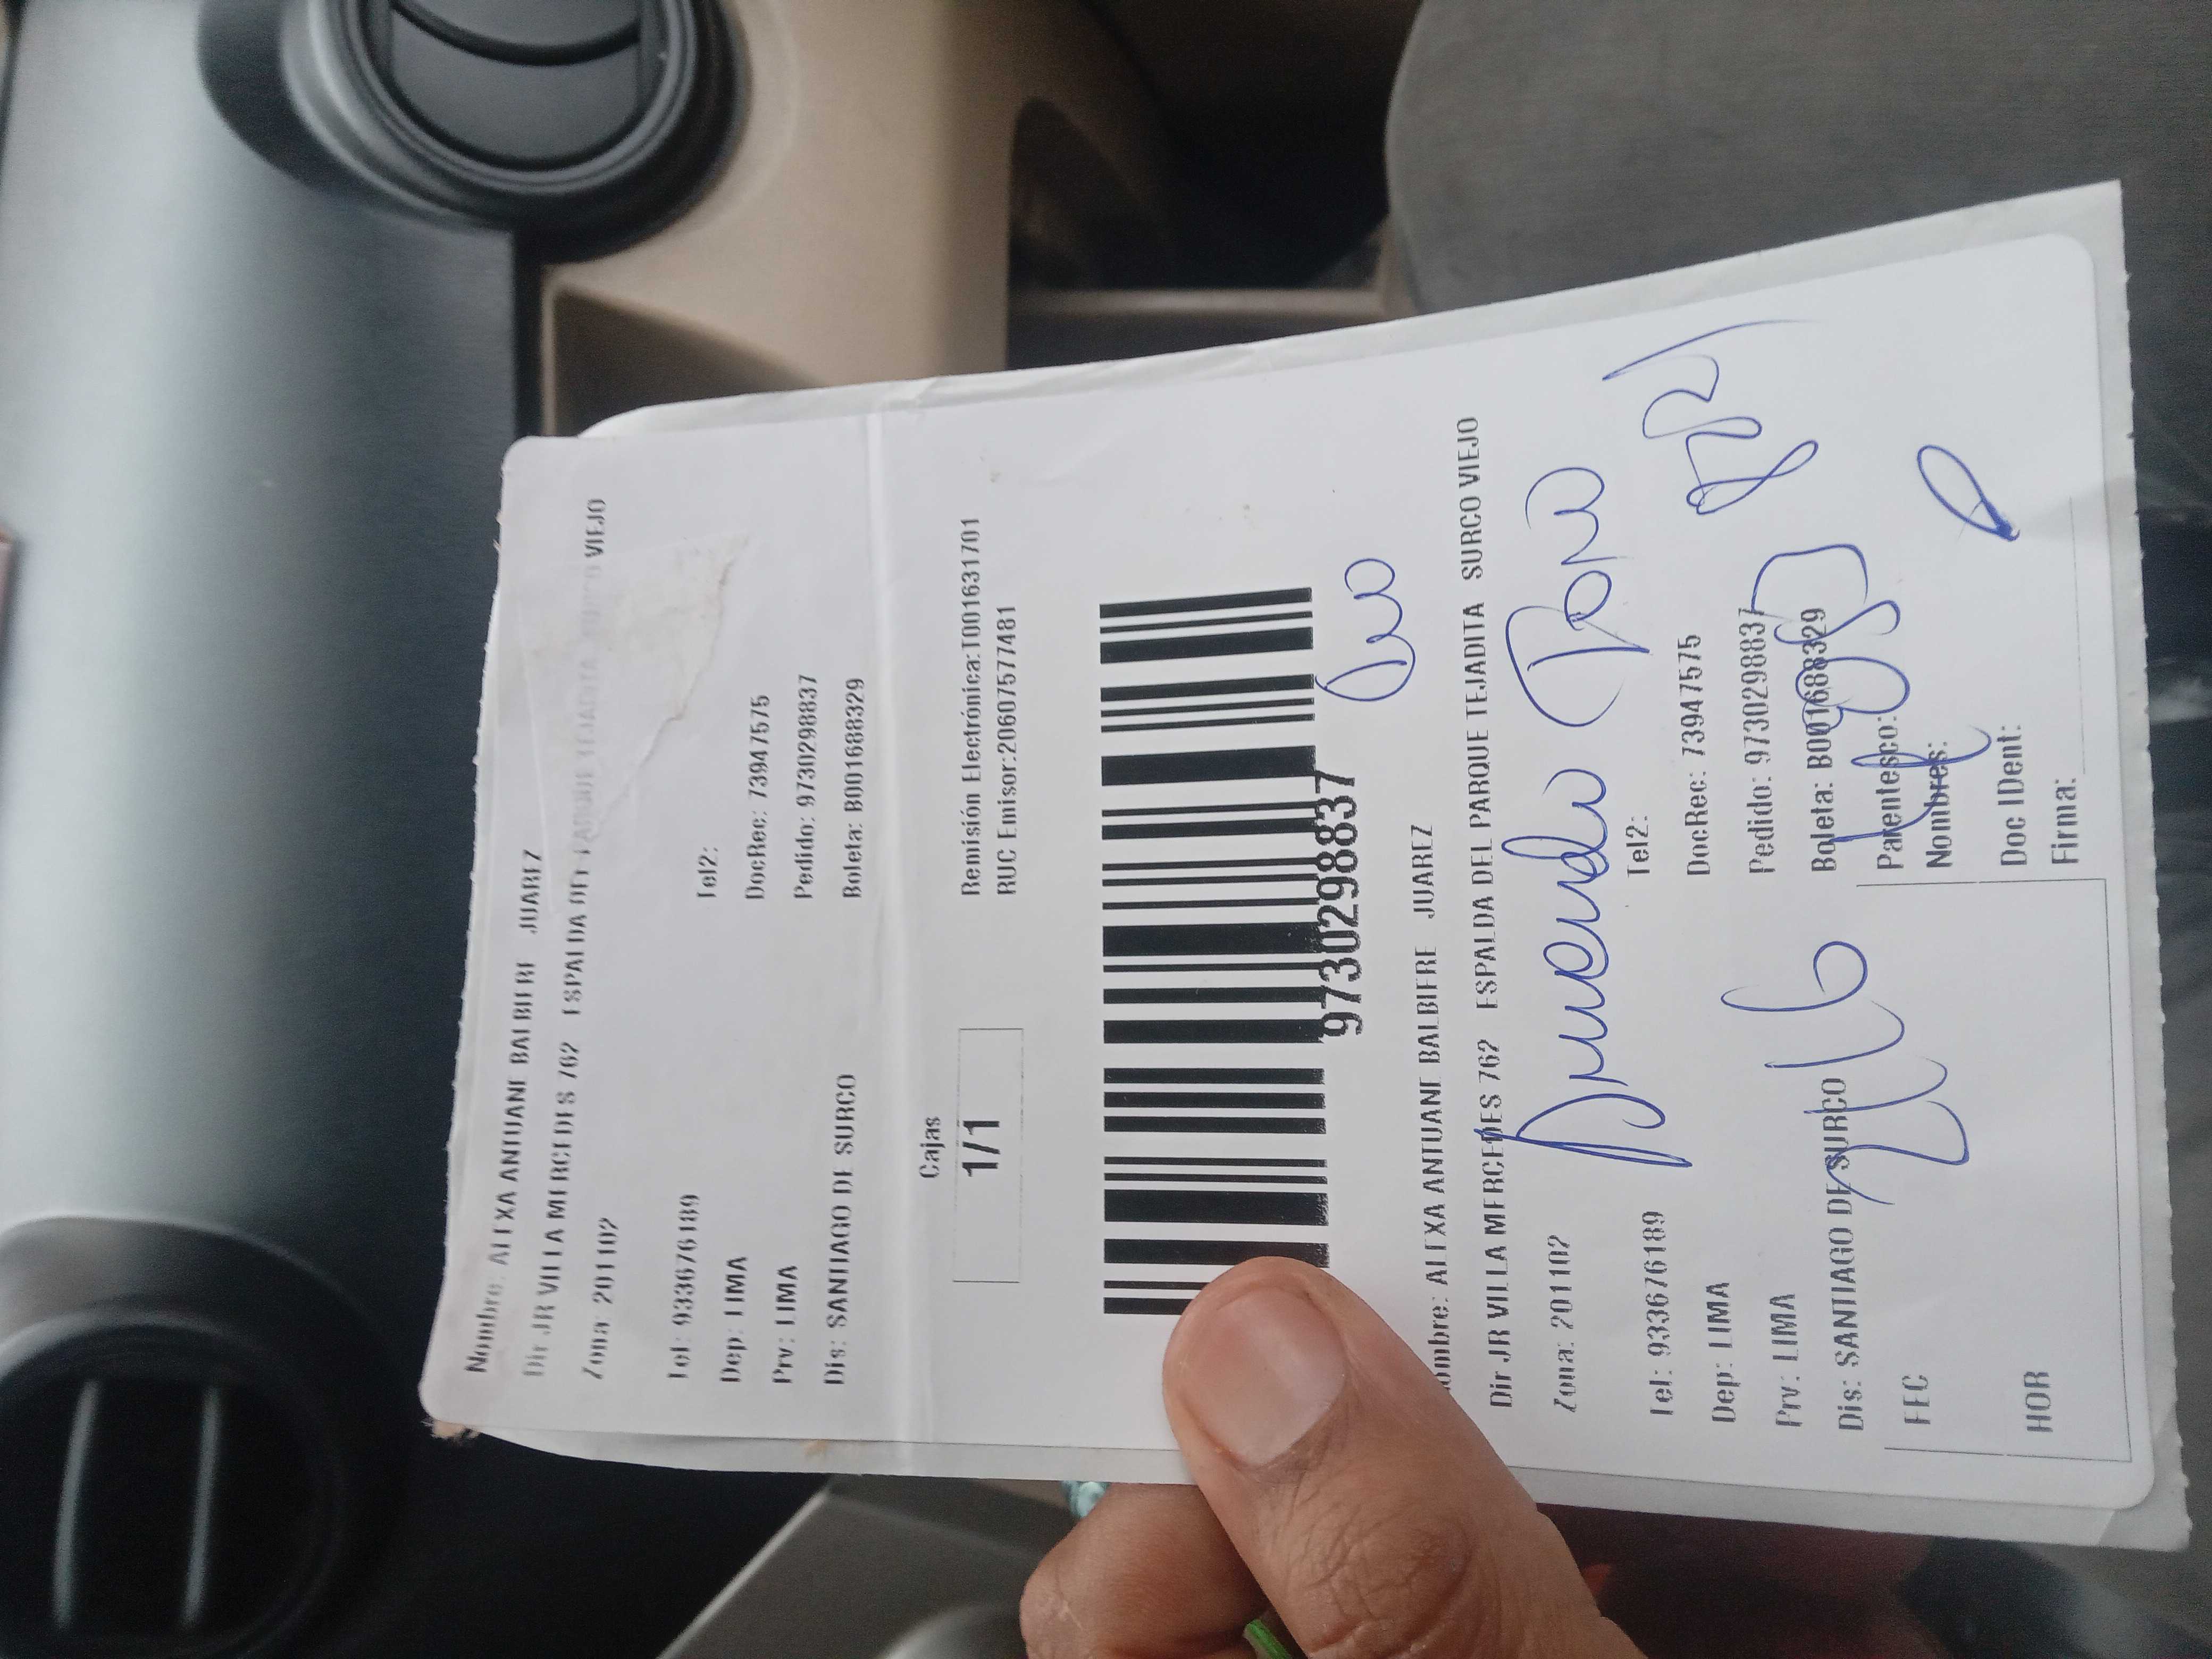 Nombre: ALEXA ANTUANE BALBIERE JUAREZ
Dir JR VILLA MERCEDES 762 ESPALDA DEL PARQUE TEJADITA SURCO VIEJO
Zona: 201102
Tel: 933676189 Tel2:
Dep: LIMA DocRec: 73947575
Prv: LIMA Pedido: 9730298837
Dis: SANTIAGO DE SURCO Boleta: B001688329
Cajas
1/1
Remisión Electrónica:T001631701
RUC Emisor:20607577481
9730298837
ombre: ALEXA ANTUANE BALBIERE JUAREZ
Dir JR VILLA MERCEDES 762 ESPALDA DEL PARQUE TEJADITA SURCO VIEJO
Zona: 201102
Tel: 933676189 Tel2:
Dep: LIMA DocRec: 73947575
Prv: LIMA Pedido: 9730298837
Dis: SANTIAGO DE SURCO Boleta: B001688329
FEC Parentesco:
Nombres:
HOR Doc IDent:
Firma: